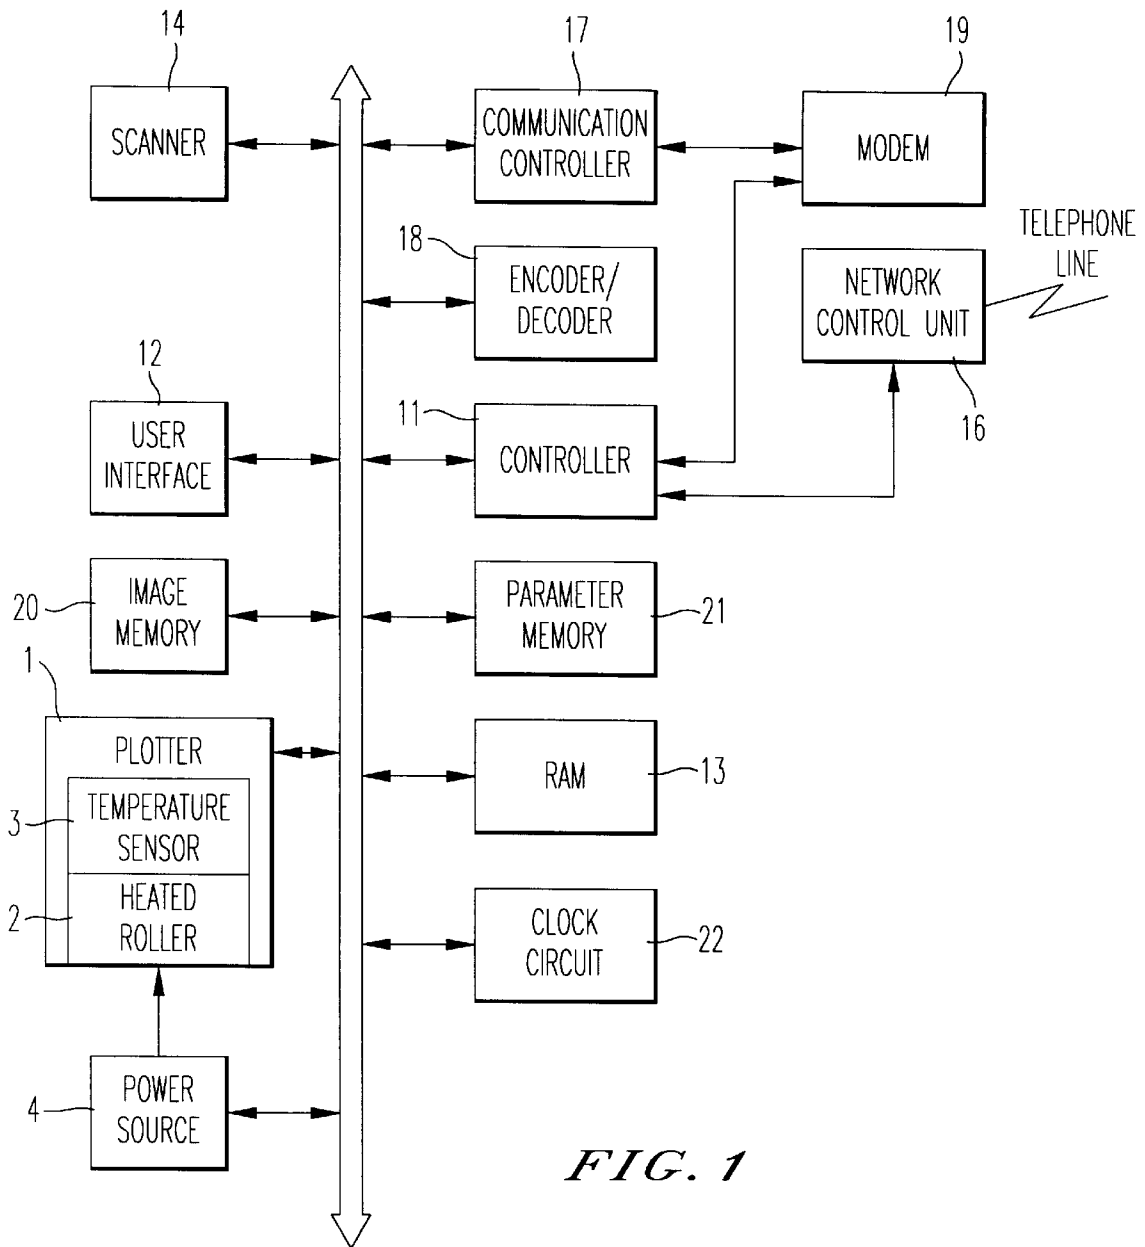 14
SCANNER
17
COMMUNICATION
CONTROLLER
19
MODEM
18
ENCODER/
DECODER
TELEPHONE
LINE
NETWORK
CONTROL UNIT
16
12
USER
INTERFACE
11
CONTROLLER
20
IMAGE
MEMORY
PARAMETER
MEMORY
21
1
PLOTTER
3
TEMPERATURE
SENSOR
2
HEATED
ROLLER
RAM
13
CLOCK
CIRCUIT
22
4
POWER
SOURCE
FIG. 1